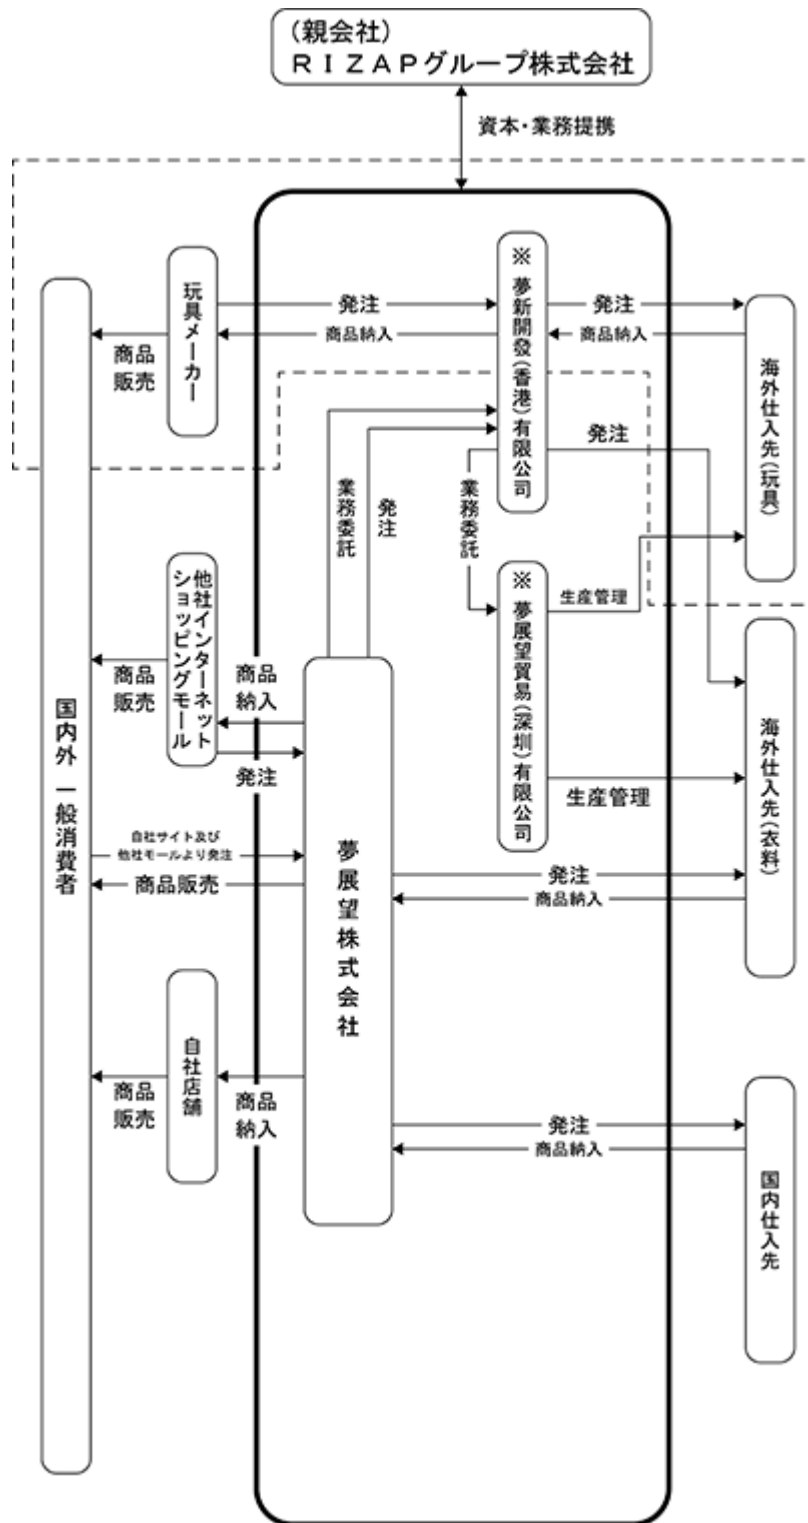 (親会社)
ＲＩＺＡＰグループ株式会社
資本・業務提携
国内外 一般消費者
玩具メーカー
商品
販売
発注
商品納入
※ 夢新開發(香港)有限公司
発注
商品納入
海外仕入先(玩具)
発注
業務委託
発注
業務委託
※ 夢展望貿易(深圳)有限公司
生産管理
生産管理
他社インターネット
ショッピングモール
商品
販売
商品
納入
発注
自社サイト及び
他社モールより発注
商品販売
夢展望株式会社
発注
商品納入
海外仕入先(衣料)
自社店舗
商品
販売
商品
納入
発注
商品納入
国内仕入先